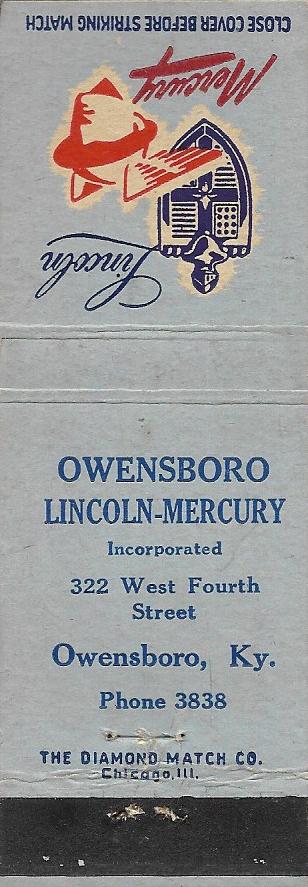 CLOSE COVER BEFORE STRIKING MATCH
Mercury
Lincoln
OWENSBORO
LINCOLN-MERCURY
Incorporated
322 West Fourth
Street
Owensboro, Ky.
Phone 3838
THE DIAMOND MATCH CO.
Chicago, Ill.